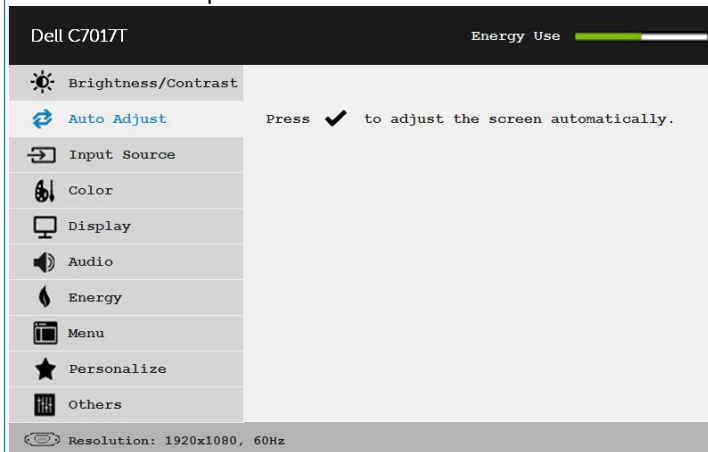 Dell C7017T
Energy Use
Brightness/Contrast
Auto Adjust
Press ✔ to adjust the screen automatically.
Input Source
Color
Display
Audio
Energy
Menu
Personalize
Others
Resolution: 1920x1080, 60Hz